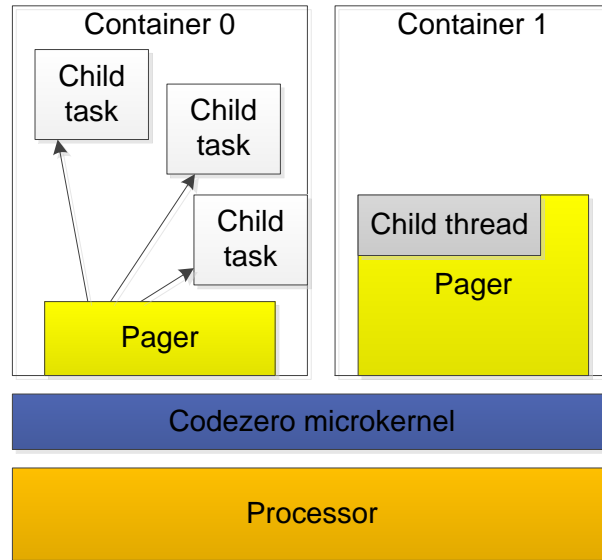 Container 0
Child
task
Child
task
Child
task
Pager
Container 1
Child thread
Pager
Codezero microkernel
Processor